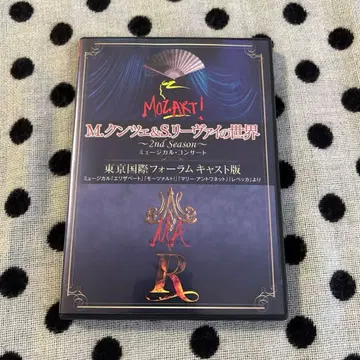 MOZART!
M.クンツェ&S.リーヴァイの世界
～2nd Season～
ミュージカル・コンサート
東京国際フォーラム キャスト版
ミュージカル「エリザベート」「モーツァルト!」「マリー・アントワネット」「レベッカ」より
MA
R